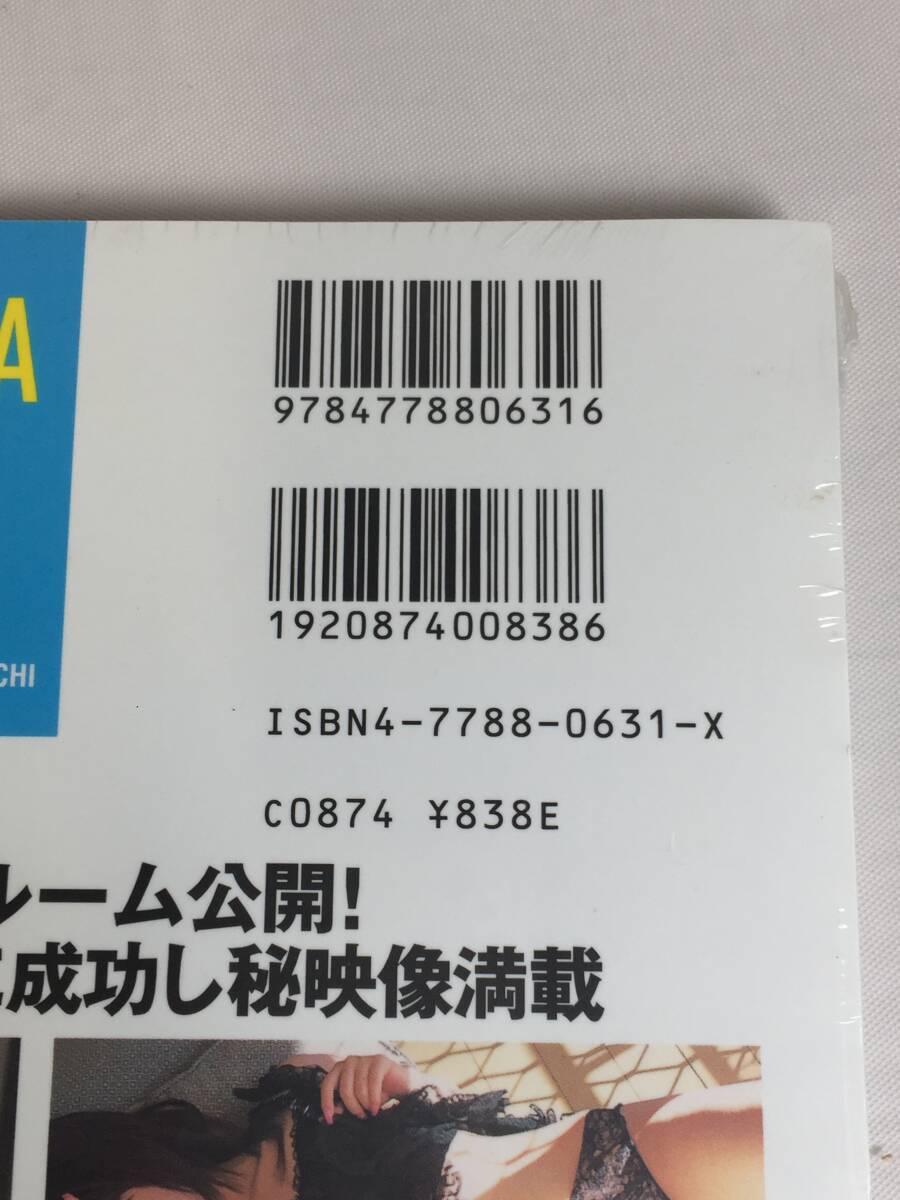 A
9784778806316
1920874008386
CHI
ISBN4-7788-0631-X
C0874 ¥838E
ルーム公開!
成功し秘映像満載